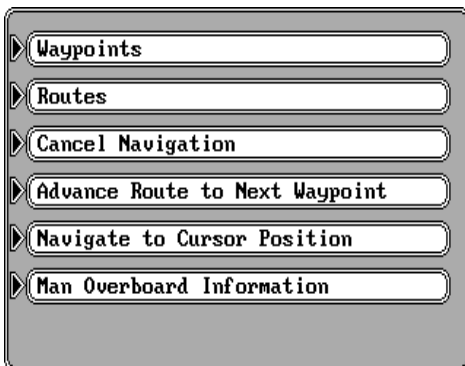 Waypoints
Routes
Cancel Navigation
Advance Route to Next Waypoint
Navigate to Cursor Position
Man Overboard Information